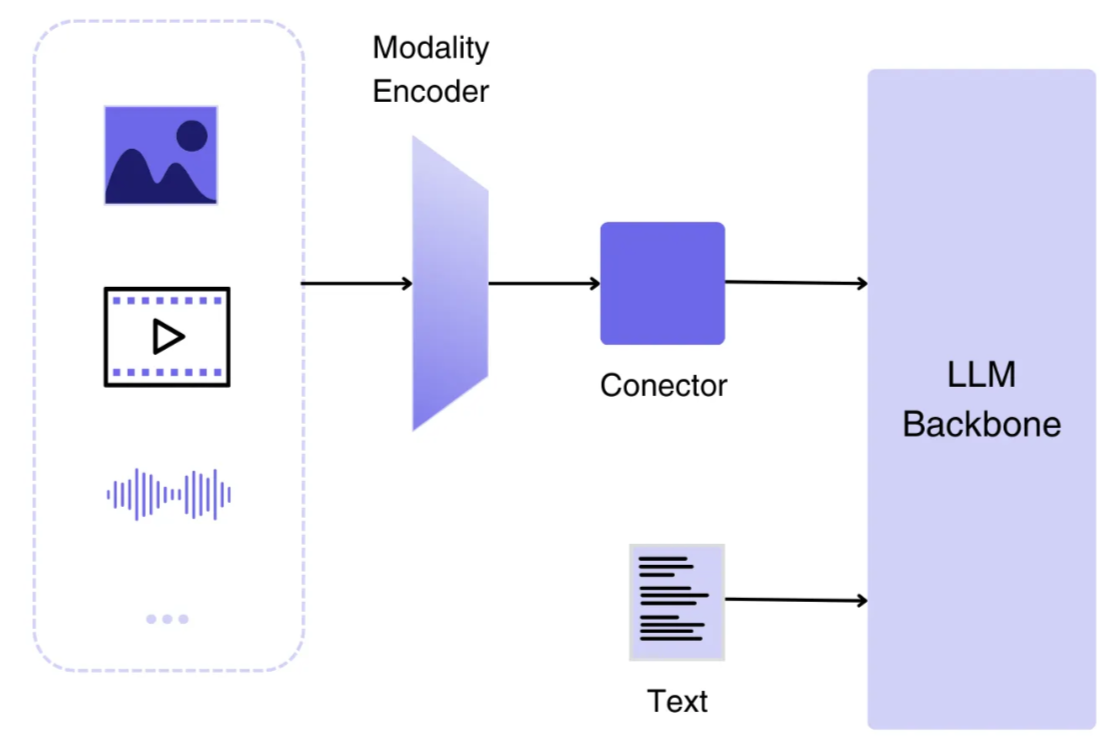 Modality
Encoder
Conector
LLM
Backbone
Text